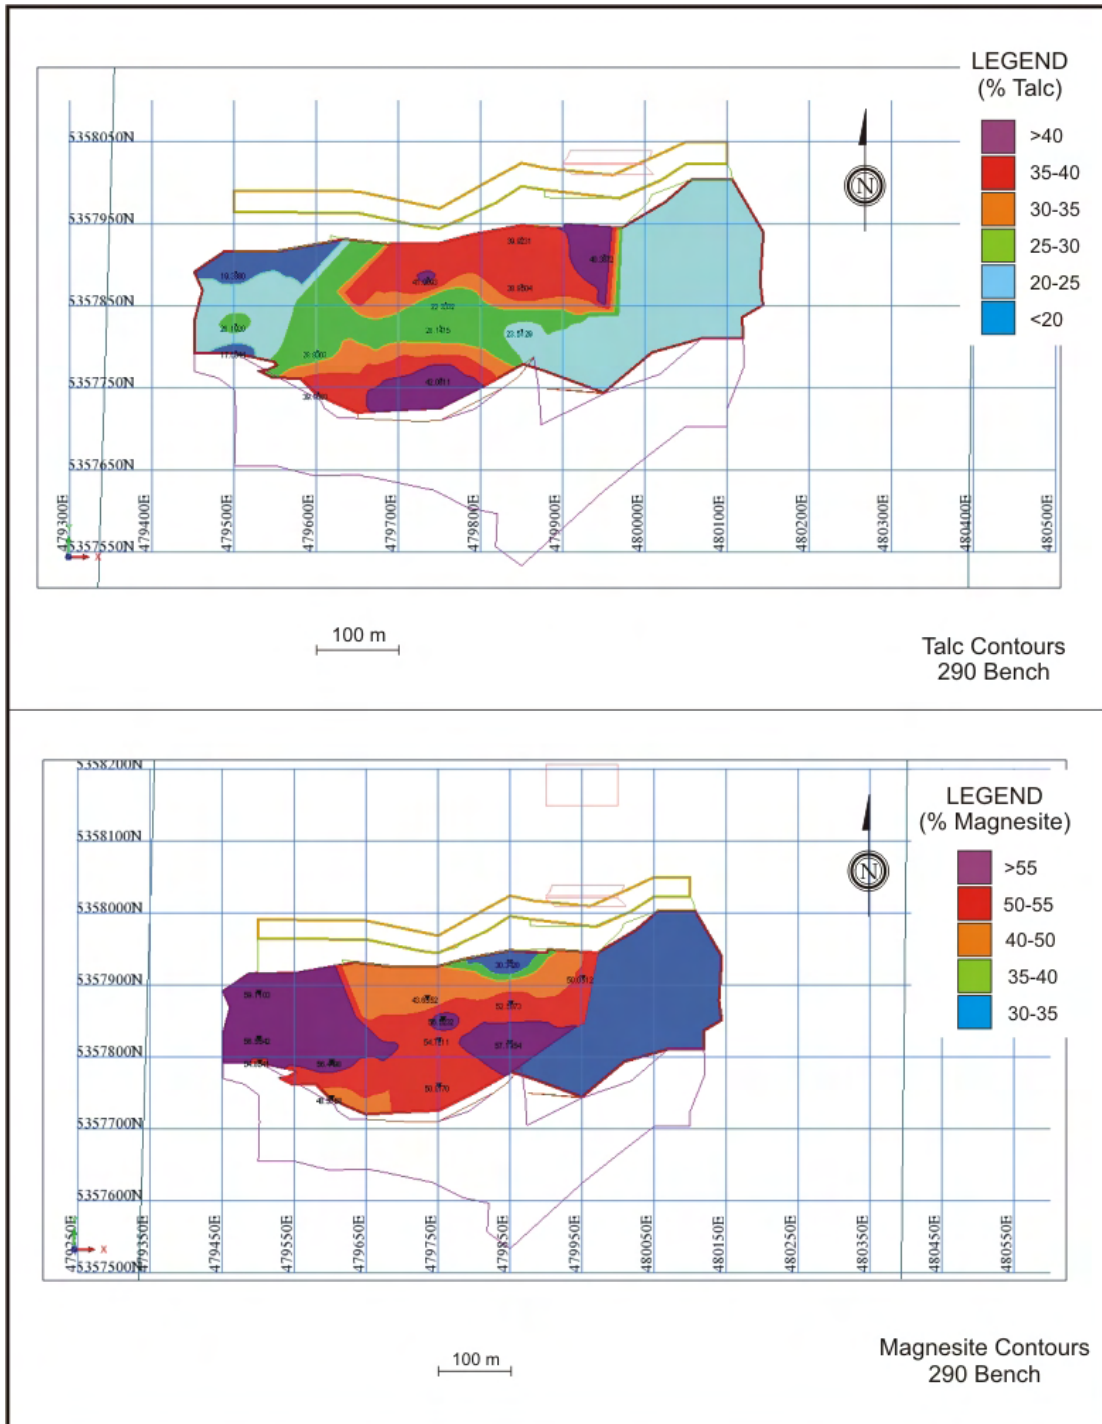 LEGEND
(% Talc)
>40
35-40
30-35
25-30
20-25
<20
N
5358050N
5357950N
5357850N
5357750N
5357650N
5357550N
479300E
479400E
479500E
479600E
479700E
479800E
479900E
480000E
480100E
480200E
480300E
480400E
480500E
X
100 m
Talc Contours
290 Bench
LEGEND
(% Magnesite)
>55
50-55
40-50
35-40
30-35
N
5358200N
5358100N
5358000N
5357900N
5357800N
5357700N
5357600N
5357500N
479250E
479350E
479450E
479550E
479650E
479750E
479850E
479950E
480050E
480150E
480250E
480350E
480450E
480550E
X
100 m
Magnesite Contours
290 Bench